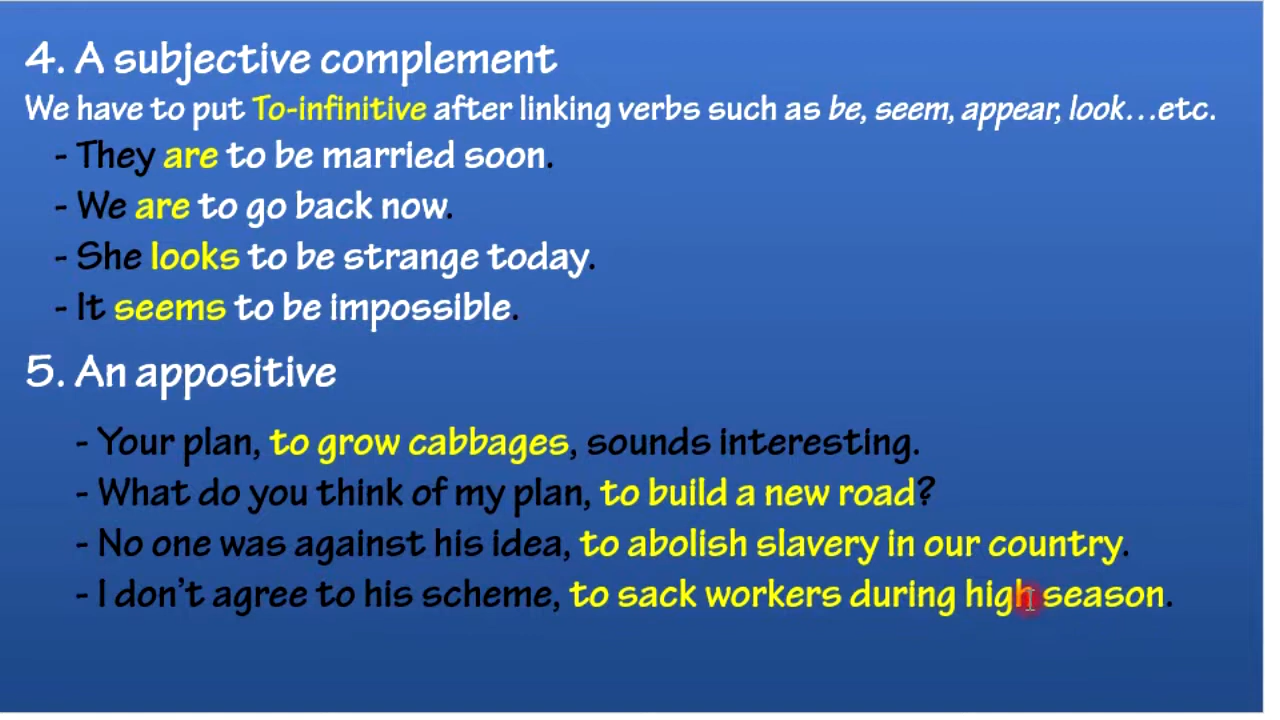 4. A subjective complement
We have to put To-infinitive after linking verbs such as be, seem, appear, look...etc.
- They are to be married soon.
- We are to go back now.
- She looks to be strange today.
- It seems to be impossible.
5. An appositive
- Your plan, to grow cabbages, sounds interesting.
- What do you think of my plan, to build a new road?
- No one was against his idea, to abolish slavery in our country.
- I don't agree to his scheme, to sack workers during high season.